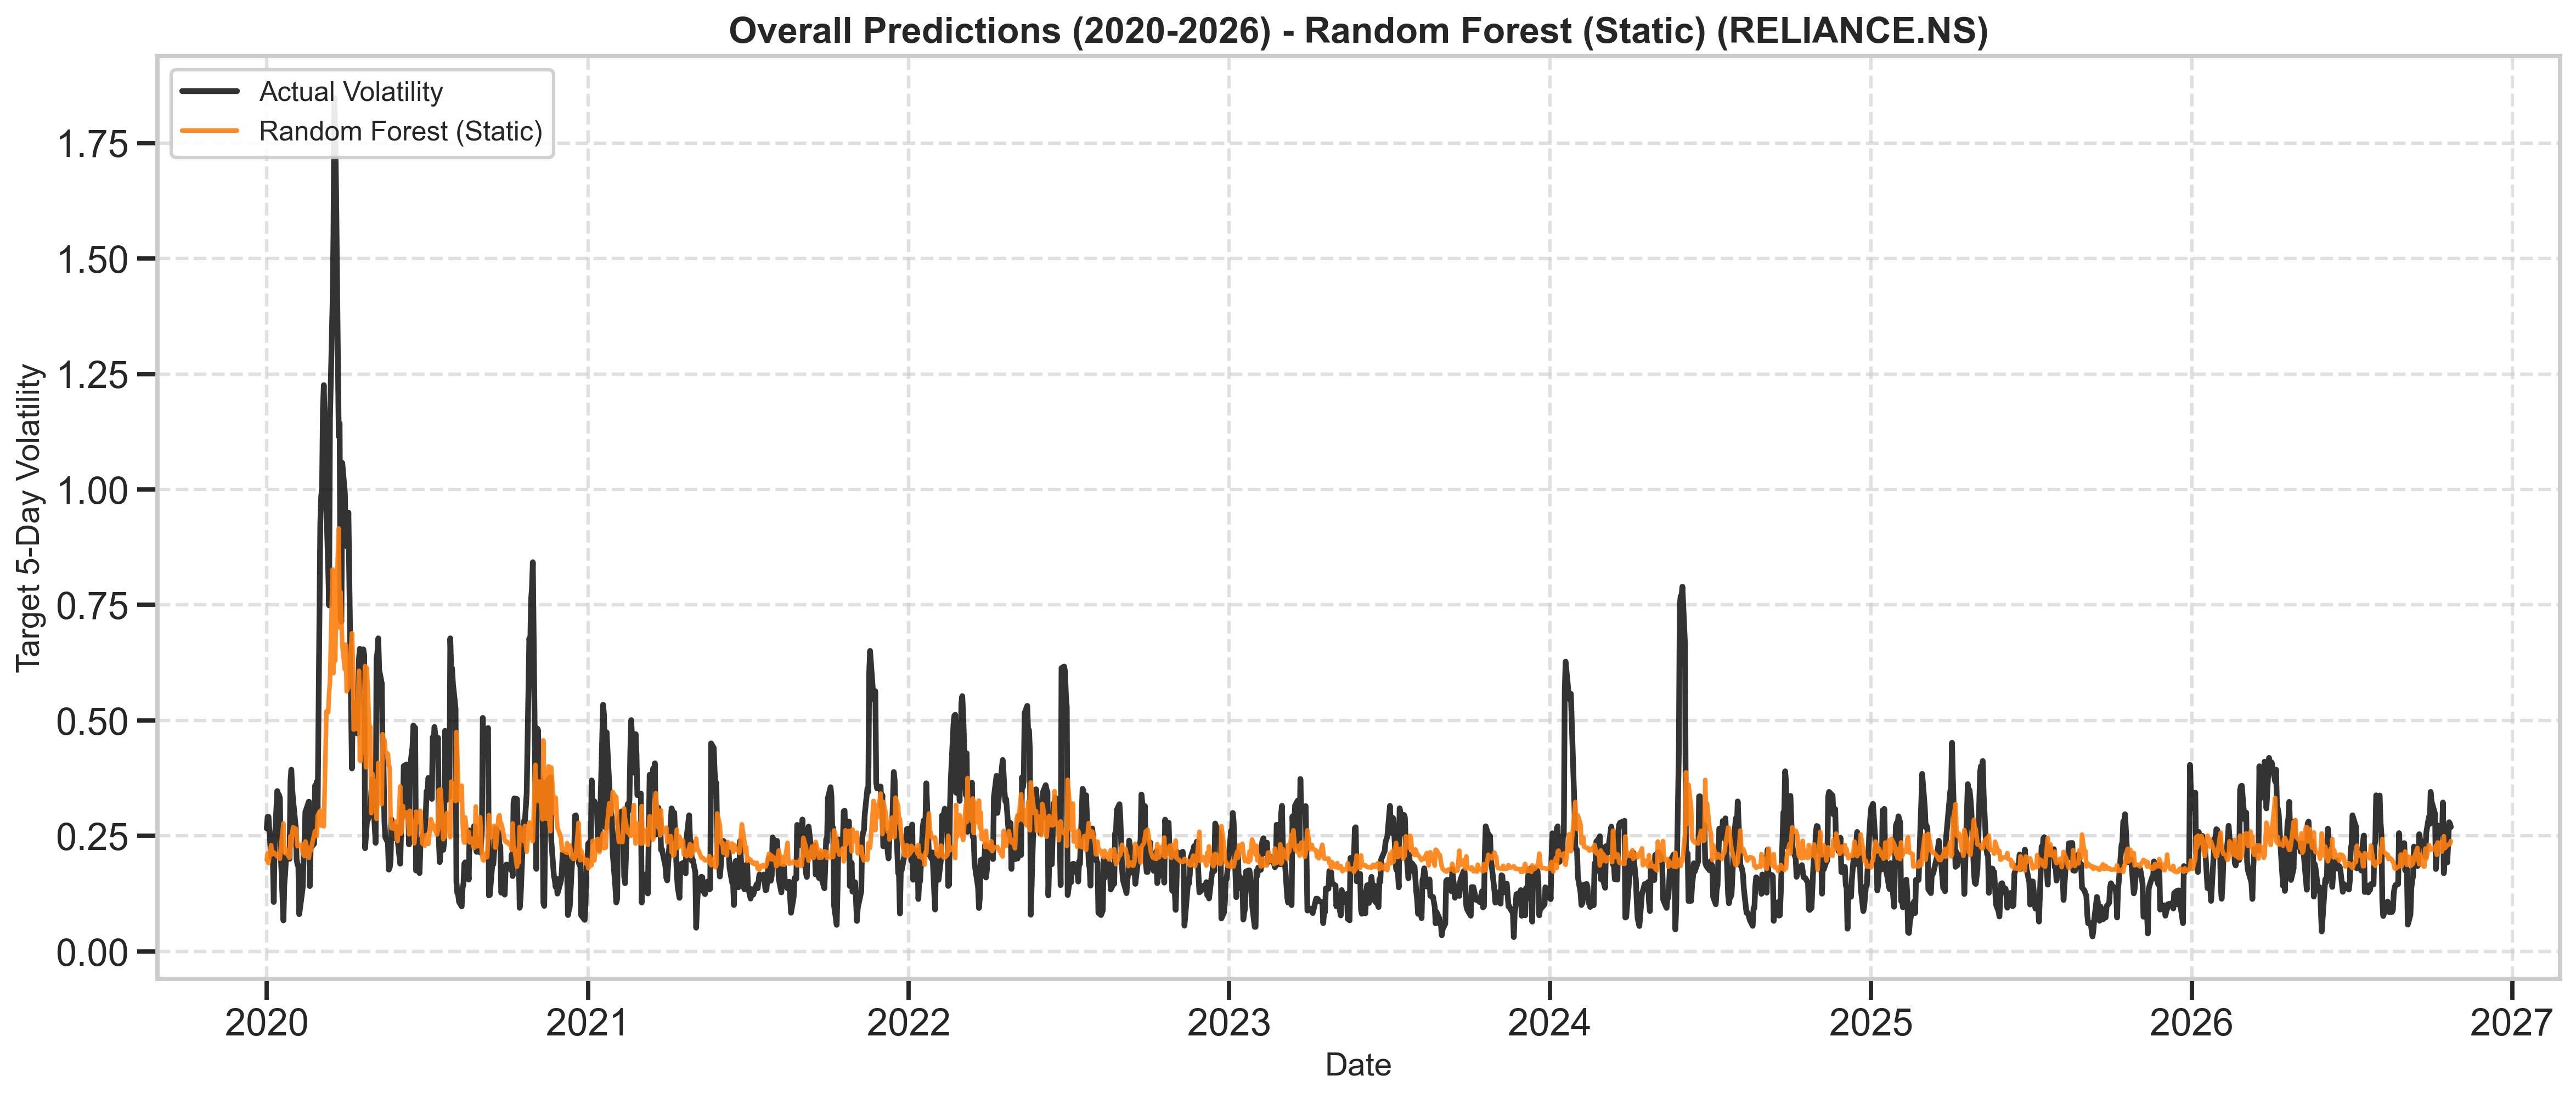 Overall Predictions (2020-2026) - Random Forest (Static) (RELIANCE.NS)
Actual Volatility
Random Forest (Static)
Target 5-Day Volatility
1.75
1.50
1.25
1.00
0.75
0.50
0.25
0.00
2020 2021 2022 2023 2024 2025 2026 2027
Date